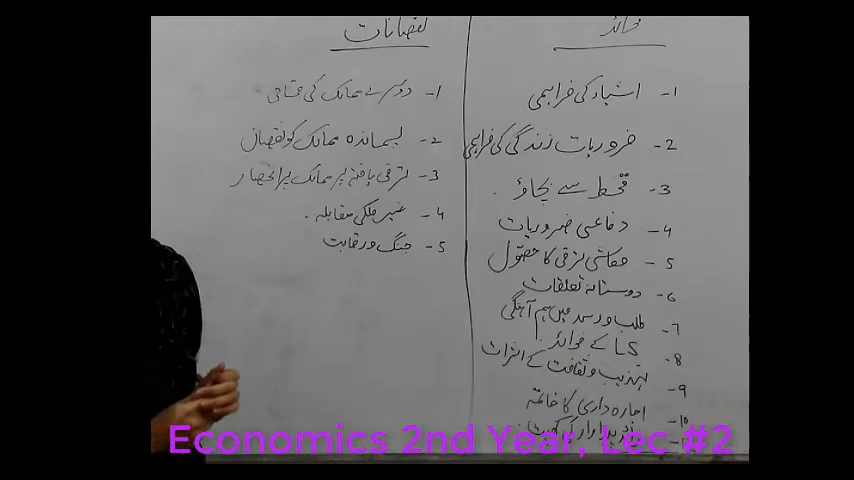 فوائد
1- اشیاء کی فراہمی
2- ضروریات زندگی کی فراہمی
3- قحط سے بچاؤ
4- دفاعی ضروریات
5- معاشی ترقی کا حصول
6- دوستانہ تعلقات
7- طلب و رسد میں ہم آہنگی
8- LS کے فوائد
9- تہذیب و ثقافت کے اثرات
10- اجارہ داری کا خاتمہ
نقصانات
1- دوسرے ممالک کی محتاجی
2- پسماندہ ممالک کو نقصان
3- ترقی یافتہ ممالک پر انحصار
4- غیر ملکی مقابلہ
5- جنگ و رقابت
Economics 2nd Year, Lec #2